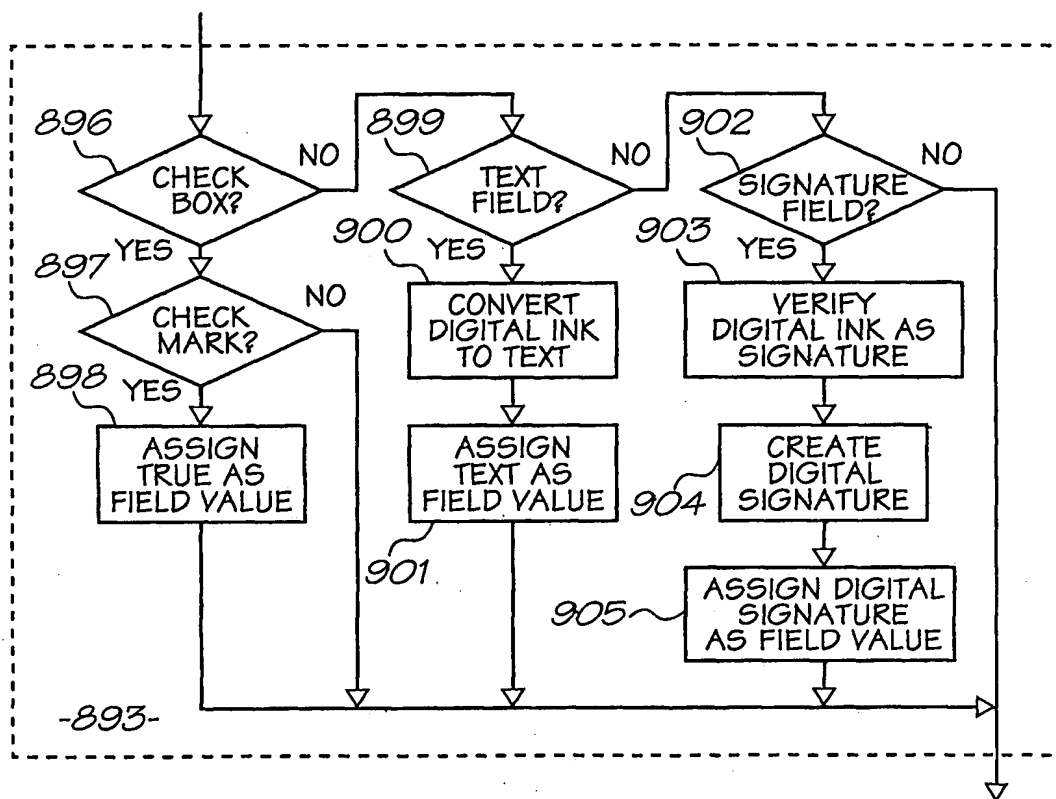 896
CHECK
BOX?
NO
YES
897
CHECK
MARK?
NO
YES
898
ASSIGN
TRUE AS
FIELD VALUE
899
TEXT
FIELD?
NO
YES
900
CONVERT
DIGITAL INK
TO TEXT
ASSIGN
TEXT AS
FIELD VALUE
901
902
SIGNATURE
FIELD?
NO
YES
903
VERIFY
DIGITAL INK AS
SIGNATURE
CREATE
DIGITAL
SIGNATURE
904
905
ASSIGN DIGITAL
SIGNATURE
AS FIELD VALUE
-893-